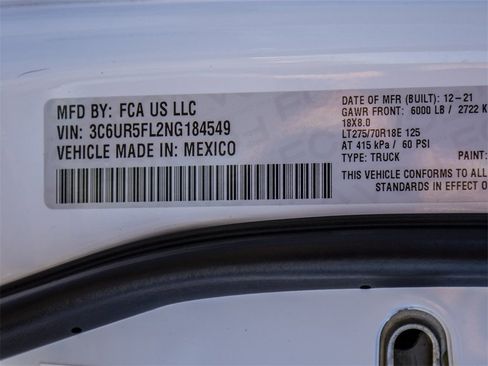 MFD BY: FCA US LLC
VIN: 3C6UR5FL2NG184549
VEHICLE MADE IN: MEXICO
DATE OF MFR (BUILT): 12-21
GAWR FRONT: 6000 LB / 2722 K
18X8.0
LT275/70R18E 125
AT 415 kPa / 60 PSI
TYPE: TRUCK PAINT:
THIS VEHICLE CONFORMS TO ALL
STANDARDS IN EFFECT O